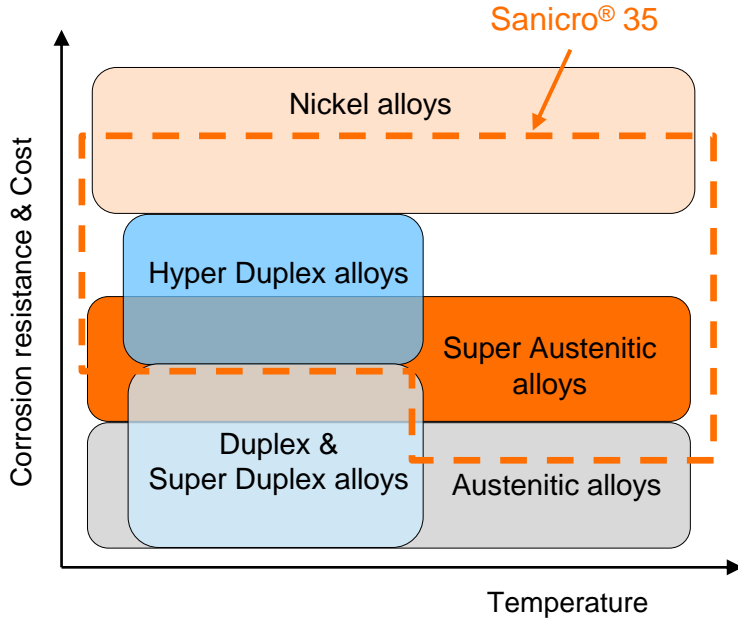 Sanicro® 35
Nickel alloys
Hyper Duplex alloys
Super Austenitic
alloys
Duplex &
Super Duplex alloys
Austenitic alloys
Corrosion resistance & Cost
Temperature